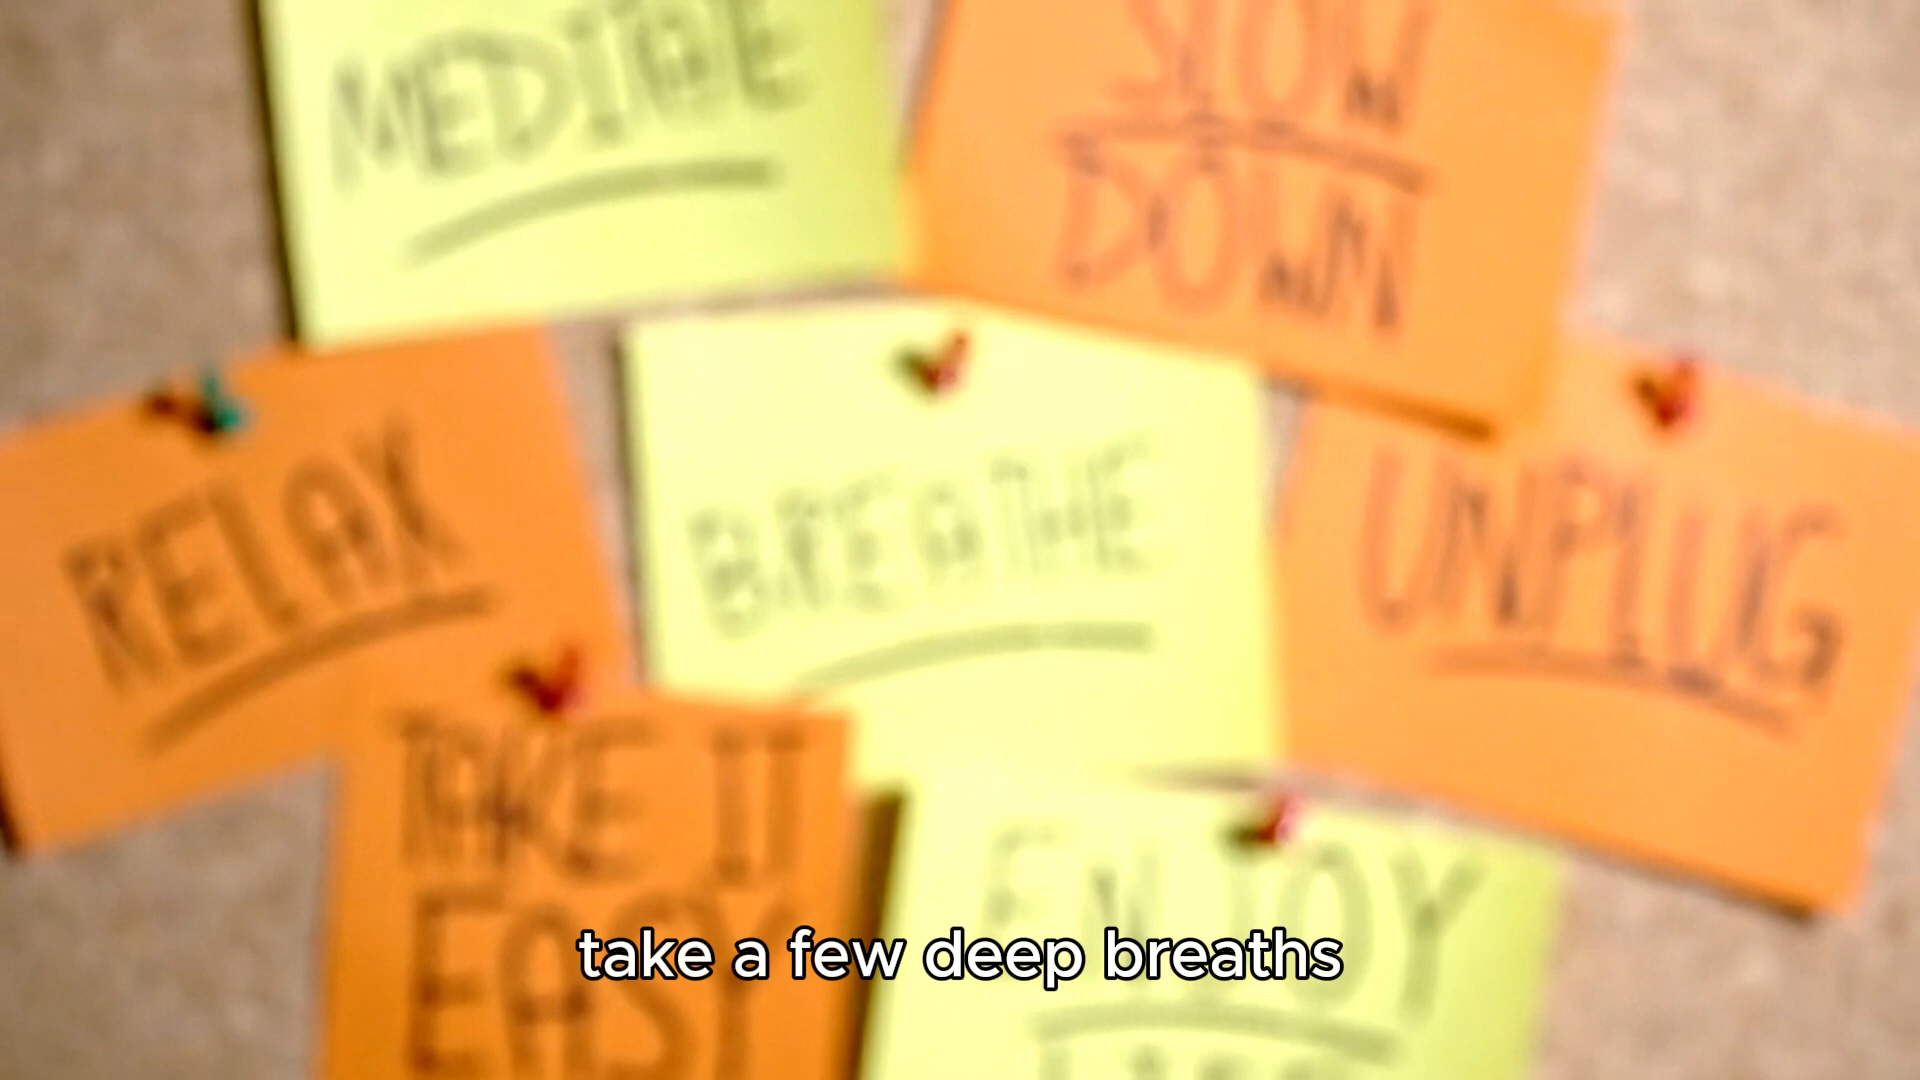 MEDITATE
SLOW
DOWN
RELAX
BREATHE
UNPLUG
TAKE IT
EASY
ENJOY
take a few deep breaths